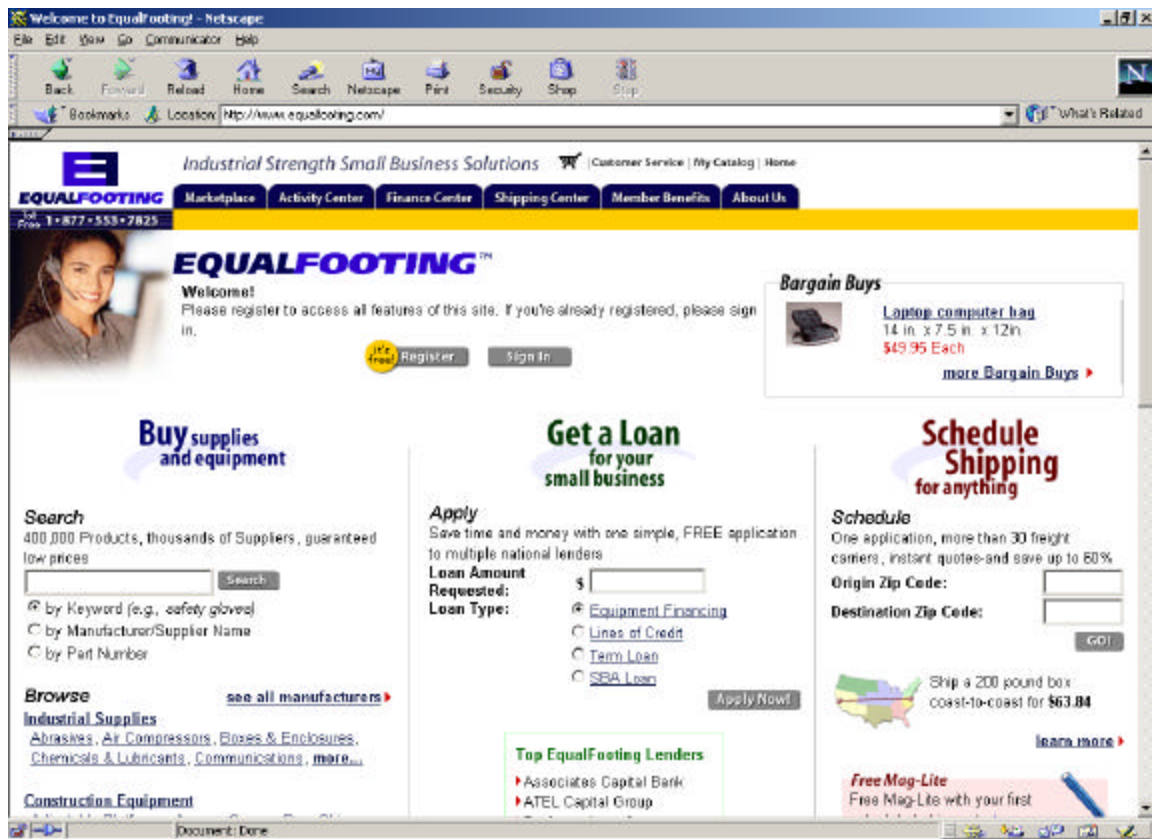 Welcome to EqualFooting! - Netscape
File Edit View Go Communicator Help
Back Forward Reload Home Search Netscape Print Security Shop Stop
Bookmarks Location: http://www.equalfooting.com/ What's Related
Industrial Strength Small Business Solutions | Customer Service | My Catalog | Home
EQUALFOOTING
Marketplace Activity Center Finance Center Shipping Center Member Benefits About Us
Toll Free 1•877•553•7825
EQUALFOOTING™
Welcome!
Please register to access all features of this site. If you're already registered, please sign
in.
it's free! Register Sign In
Bargain Buys
Laptop computer bag
14 in. x 7.5 in. x 12in.
$49.95 Each
more Bargain Buys
Buy supplies
and equipment
Search
400,000 Products, thousands of Suppliers, guaranteed
low prices
Search
by Keyword (e.g., safety gloves)
by Manufacturer/Supplier Name
by Part Number
Browse see all manufacturers
Industrial Supplies
Abrasives, Air Compressors, Boxes & Enclosures,
Chemicals & Lubricants, Communications, more...
Construction Equipment
Get a Loan
for your
small business
Apply
Save time and money with one simple, FREE application
to multiple national lenders
Loan Amount
Requested: $
Loan Type: Equipment Financing
Lines of Credit
Term Loan
SBA Loan
Apply Now!
Top EqualFooting Lenders
Associates Capital Bank
ATEL Capital Group
Schedule
Shipping
for anything
Schedule
One application, more than 30 freight
carriers, instant quotes-and save up to 60%
Origin Zip Code:
Destination Zip Code:
GO!
Ship a 200 pound box
coast-to-coast for $63.84
learn more
Free Mag-Lite
Free Mag-Lite with your first
Document: Done